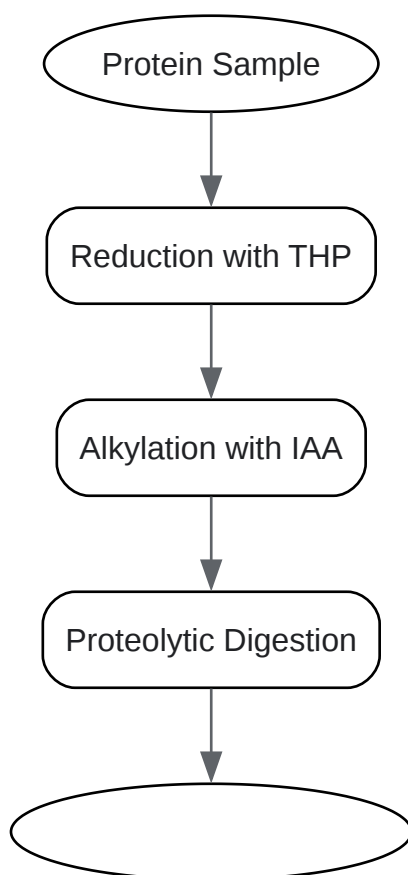 Protein Sample
Reduction with THP
Alkylation with IAA
Proteolytic Digestion